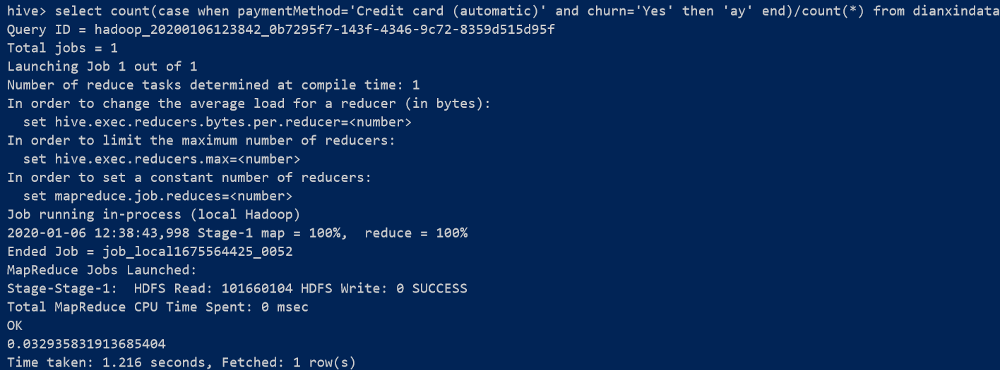 hive> select count(case when paymentMethod='Credit card (automatic)' and churn='Yes' then 'ay' end)/count(*) from dianxindata
Query ID = hadoop_20200106123842_0b7295f7-143f-4346-9c72-8359d515d95f
Total jobs = 1
Launching Job 1 out of 1
Number of reduce tasks determined at compile time: 1
In order to change the average load for a reducer (in bytes):
  set hive.exec.reducers.bytes.per.reducer=<number>
In order to limit the maximum number of reducers:
  set hive.exec.reducers.max=<number>
In order to set a constant number of reducers:
  set mapreduce.job.reduces=<number>
Job running in-process (local Hadoop)
2020-01-06 12:38:43,998 Stage-1 map = 100%,  reduce = 100%
Ended Job = job_local1675564425_0052
MapReduce Jobs Launched:
Stage-Stage-1:  HDFS Read: 101660104 HDFS Write: 0 SUCCESS
Total MapReduce CPU Time Spent: 0 msec
OK
0.032935831913685404
Time taken: 1.216 seconds, Fetched: 1 row(s)